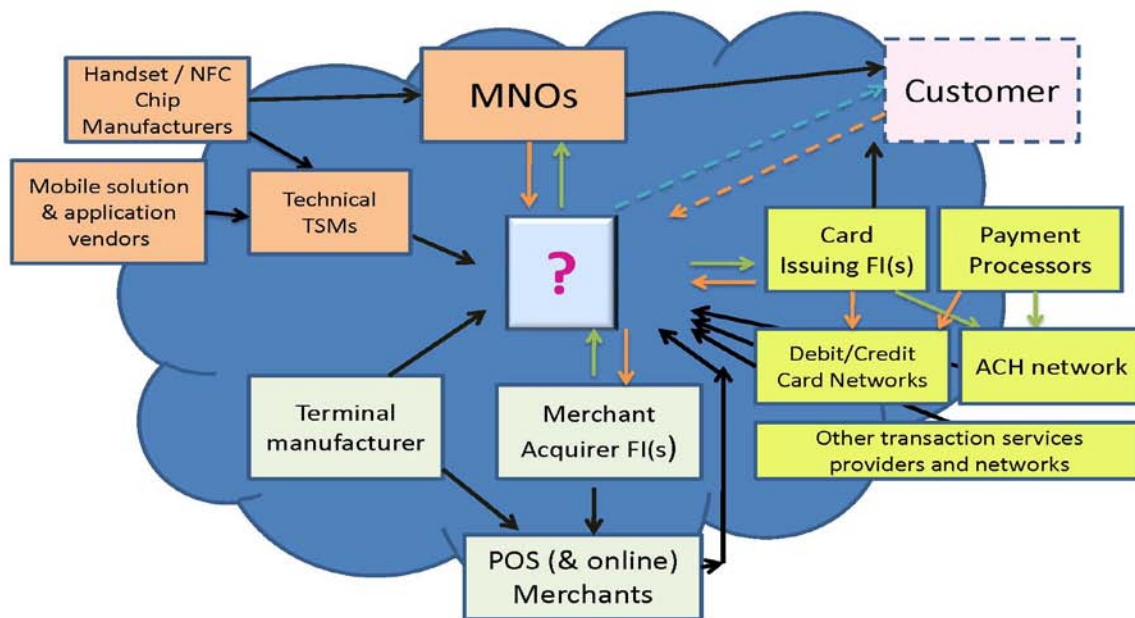 Handset / NFC
Chip
Manufacturers
MNOs
Customer
Mobile solution
& application
vendors
Technical
TSMs
?
Card
Issuing FI(s)
Payment
Processors
Debit/Credit
Card Networks
ACH network
Terminal
manufacturer
Merchant
Acquirer FI(s)
Other transaction services
providers and networks
POS (& online)
Merchants